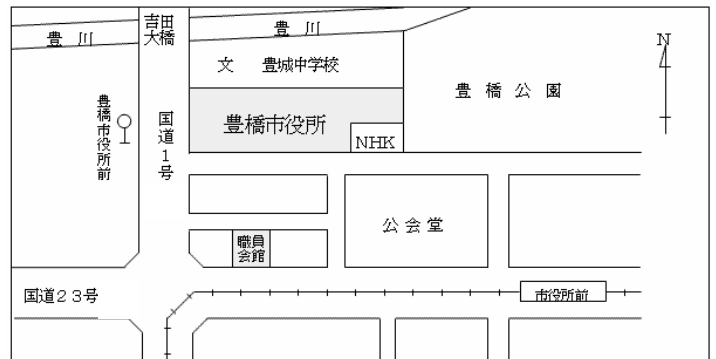 豊 川
吉田
大橋
豊 川
文 豊城中学校
豊橋公園
N
豊橋市役所前
国道1号
豊橋市役所
NHK
職員
会館
公会堂
国道23号
市役所前